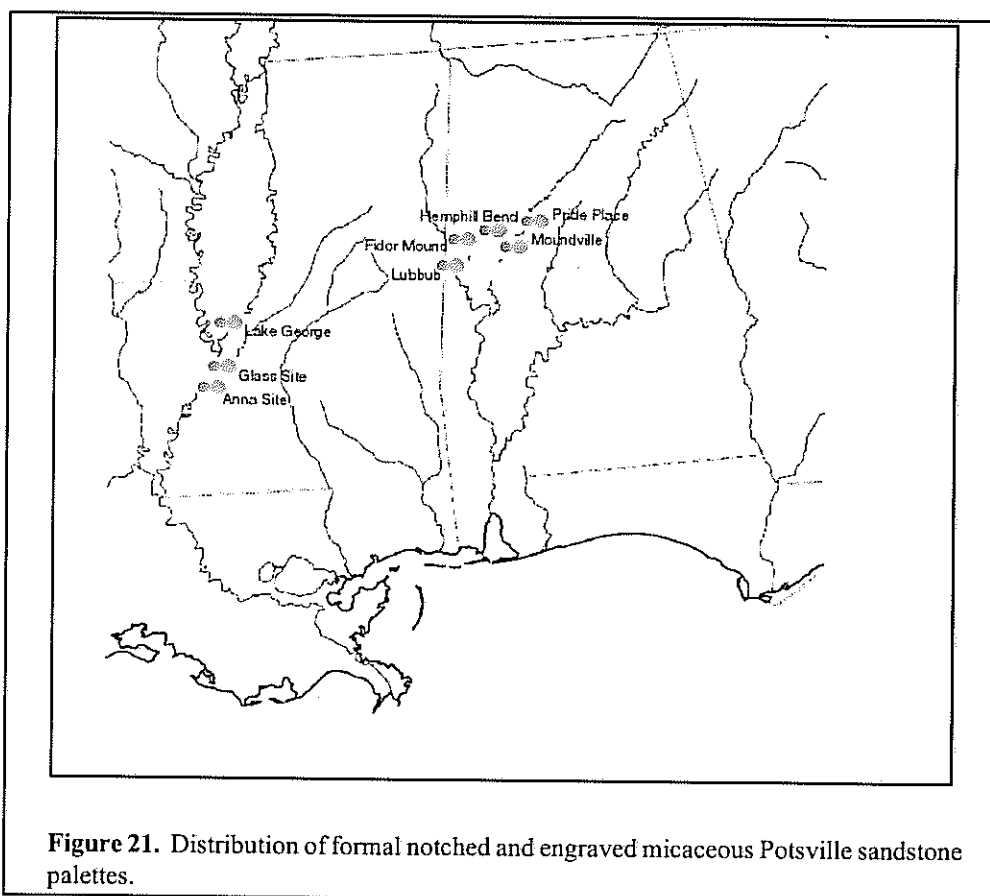 Hemphill Bend
Pride Place
Fidor Mound
Moundville
Lubbub
Lake George
Glass Site
Anna Site
Figure 21. Distribution of formal notched and engraved micaceous Potsville sandstone
palettes.